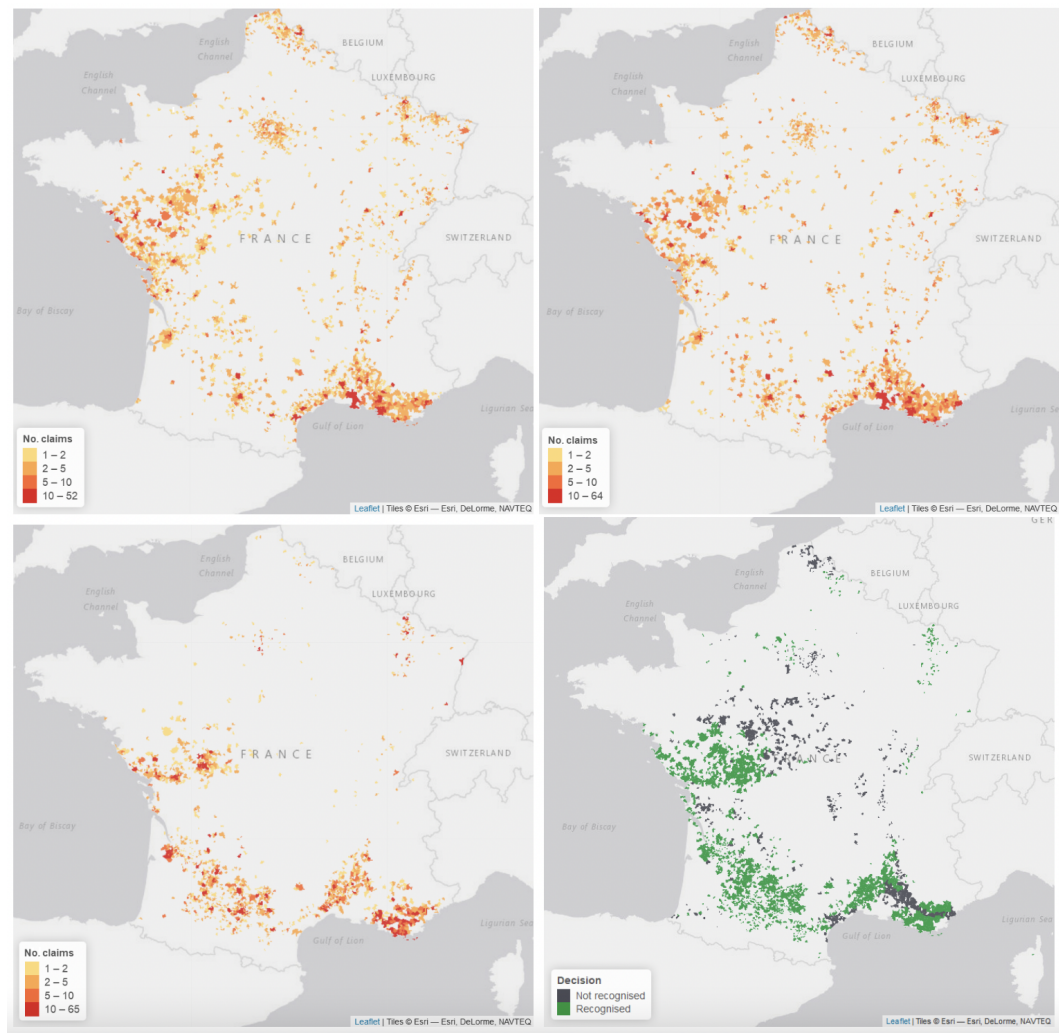 English
Channel
BELGIUM
LUXEMBOURG
English
Channel
FRANCE
SWITZERLAND
Bay of Biscay
Ligurian Sea
Gulf of Lion
No. claims
1 – 2
2 – 5
5 – 10
10 – 52
Leaflet | Tiles © Esri — Esri, DeLorme, NAVTEQ
English
Channel
BELGIUM
LUXEMBOURG
English
Channel
FRANCE
SWITZERLAND
Bay of Biscay
Ligurian Se
Gulf of Lion
No. claims
1 – 2
2 – 5
5 – 10
10 – 64
Leaflet | Tiles © Esri — Esri, DeLorme, NAVTEQ
English
Channel
BELGIUM
LUXEMBOURG
English
Channel
FRANCE
SWITZERLAND
Bay of Biscay
Ligurian Sea
Gulf of Lion
No. claims
1 – 2
2 – 5
5 – 10
10 – 65
Leaflet | Tiles © Esri — Esri, DeLorme, NAVTEQ
GER
English
Channel
BELGIUM
English
Channel
LUXEMBOURG
SWITZERLAND
Bay of Biscay
Ligurian Sea
Gulf of Lion
Decision
Not recognised
Recognised
Leaflet | Tiles © Esri — Esri, DeLorme, NAVTEQ